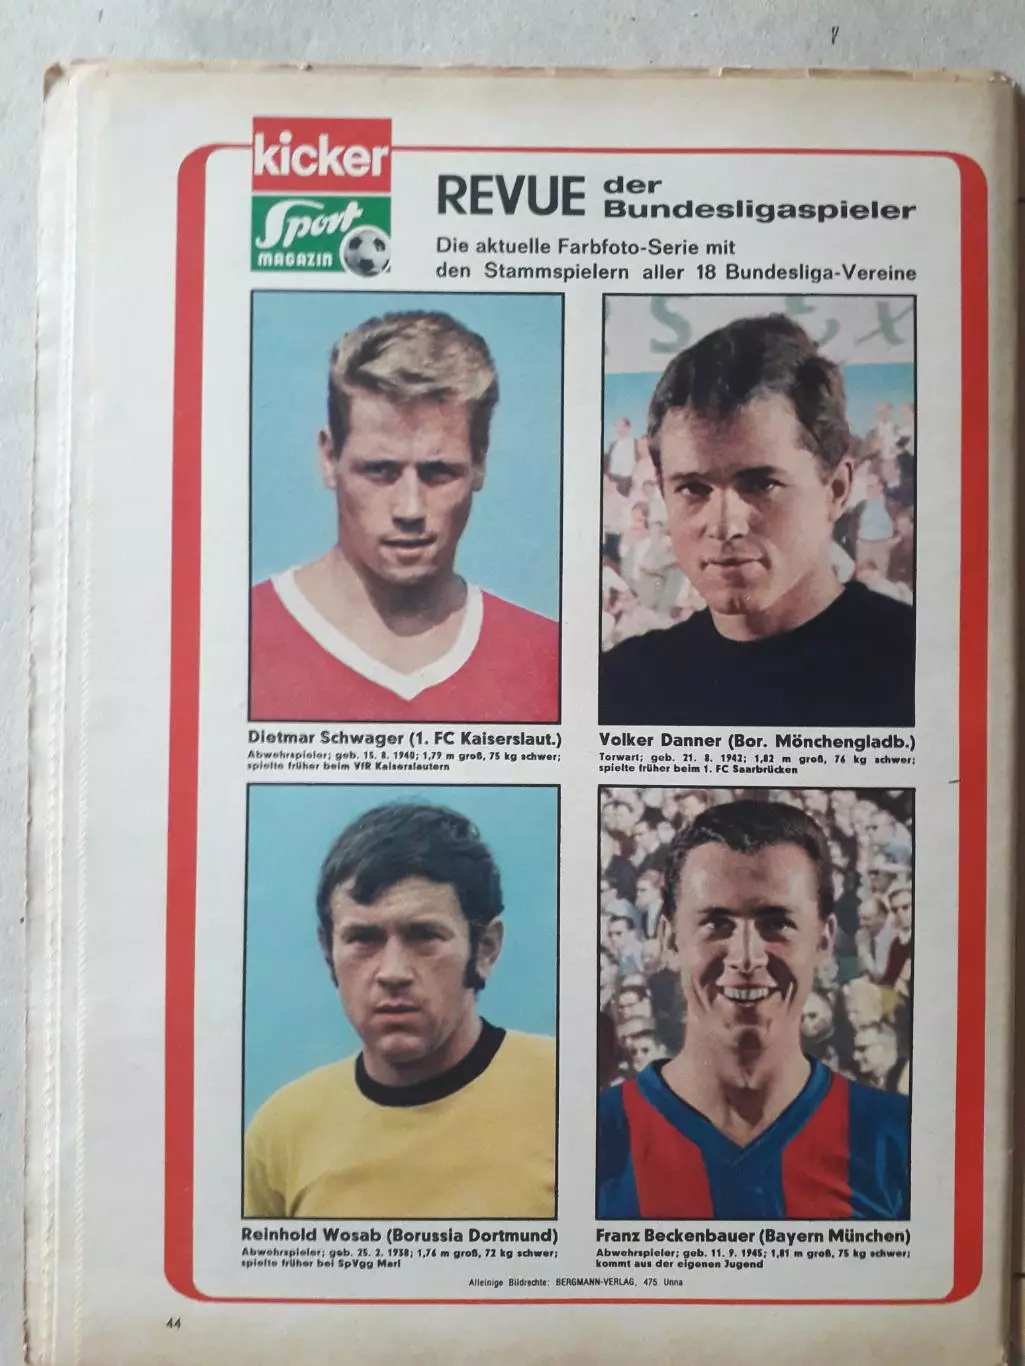 kicker
Sport
MAGAZIN
REVUE der Bundesligaspieler
Die aktuelle Farbfoto-Serie mit
den Stammspielern aller 18 Bundesliga-Vereine
Dietmar Schwager (1. FC Kaiserslaut.)
Abwehrspieler; geb. 15. 8. 1940; 1,79 m groß, 75 kg schwer;
spielte früher beim VfR Kaiserslautern
Volker Danner (Bor. Mönchengladb.)
Torwart; geb. 21. 8. 1942; 1,82 m groß, 76 kg schwer;
spielte früher beim 1. FC Saarbrücken
Reinhold Wosab (Borussia Dortmund)
Abwehrspieler; geb. 25. 2. 1938; 1,76 m groß, 72 kg schwer;
spielte früher bei SpVgg Marl
Franz Beckenbauer (Bayern München)
Abwehrspieler; geb. 11. 9. 1945; 1,81 m groß, 75 kg schwer;
kommt aus der eigenen Jugend
Alleinige Bildrechte: BERGMANN-VERLAG, 475 Unna
44